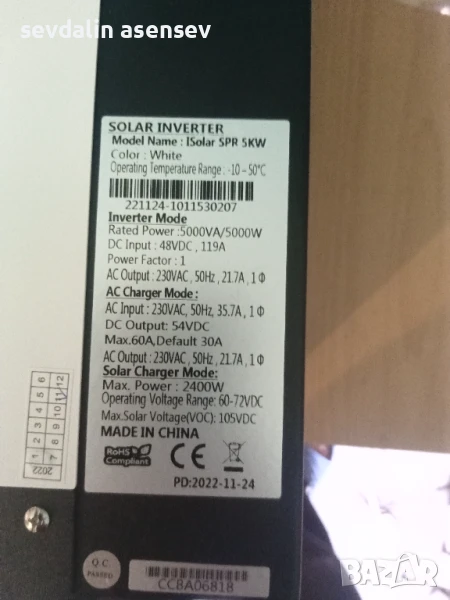 sevdalin asensev
SOLAR INVERTER
Model Name : ISolar SPR 5KW
Color : White
Operating Temperature Range : -10 ~ 50°C
221124-1011530207
Inverter Mode
Rated Power :5000VA/5000W
DC Input : 48VDC , 119A
Power Factor : 1
AC Output : 230VAC, 50Hz , 21.7A, 1 Φ
AC Charger Mode :
AC Input : 230VAC, 50Hz, 35.7A, 1 Φ
DC Output: 54VDC
Max.60A,Default 30A
AC Output :230VAC, 50Hz , 21.7A, 1 Φ
Solar Charger Mode:
Max. Power : 2400W
Operating Voltage Range: 60-72VDC
Max.Solar Voltage(VOC): 105VDC
MADE IN CHINA
RoHS
Compliant
CE
PD:2022-11-24
2022
1 2 3 4 5 6
7 8 9 10 11 12
Q.C.
PASSED
CC8A06818
BAZAR